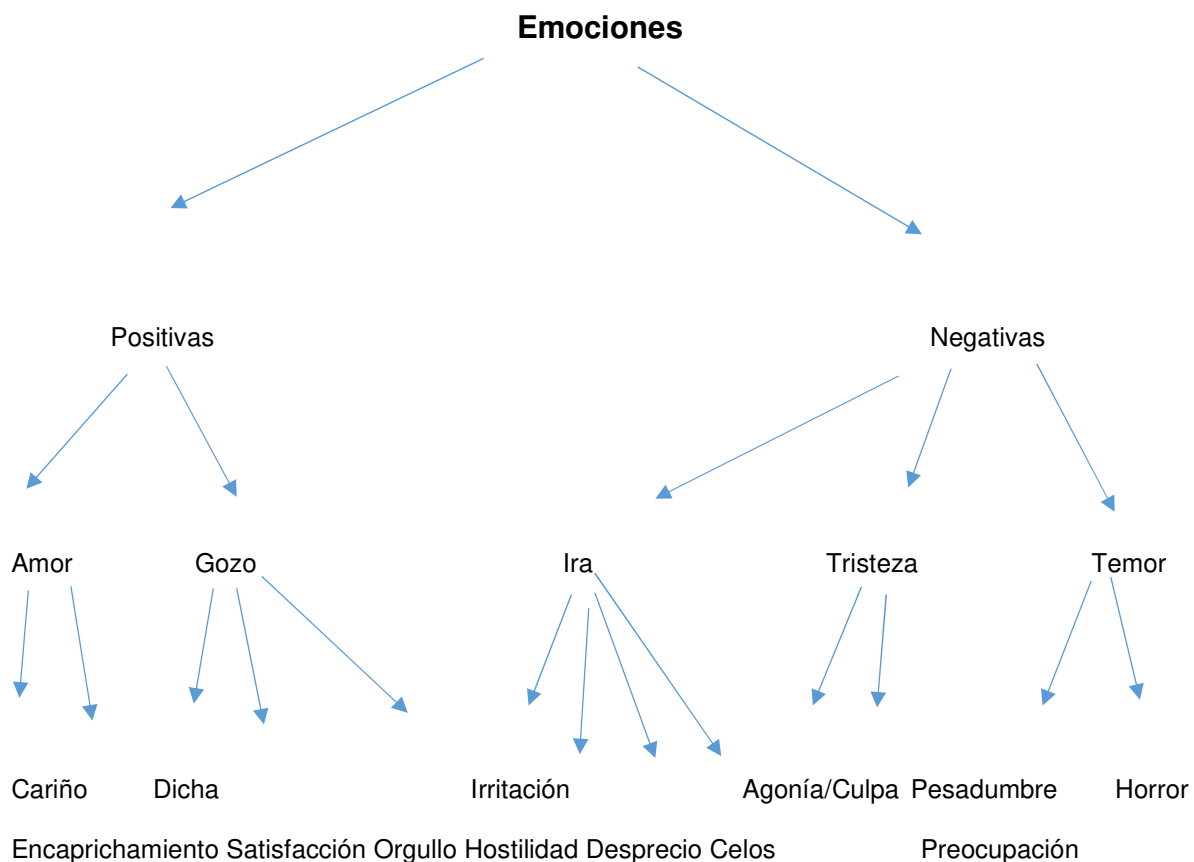 Emociones
Positivas Negativas
Amor Gozo Ira Tristeza Temor
Cariño Dicha Irritación Agonía/Culpa Pesadumbre Horror
Encaprichamiento Satisfacción Orgullo Hostilidad Desprecio Celos Preocupación